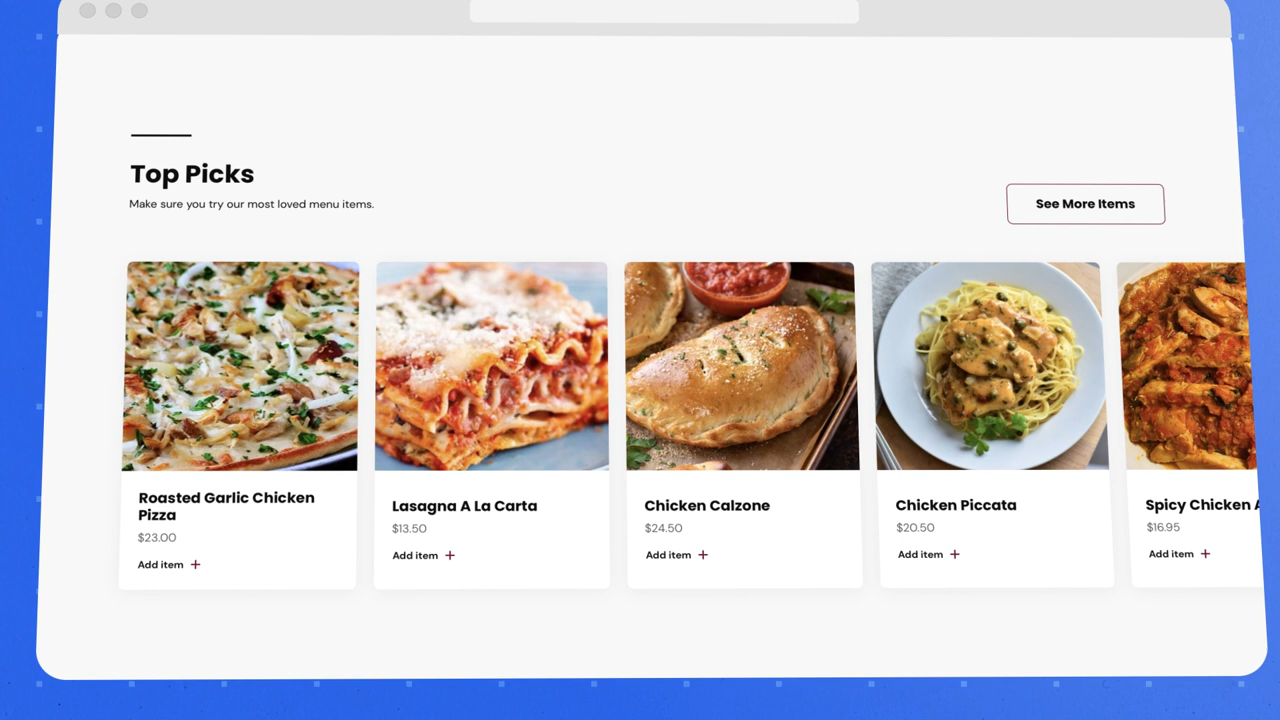 Top Picks
Make sure you try our most loved menu items.
See More Items
Roasted Garlic Chicken
Pizza
$23.00
Add item +
Lasagna A La Carta
$13.50
Add item +
Chicken Calzone
$24.50
Add item +
Chicken Piccata
$20.50
Add item +
Spicy Chicken
$16.95
Add item +